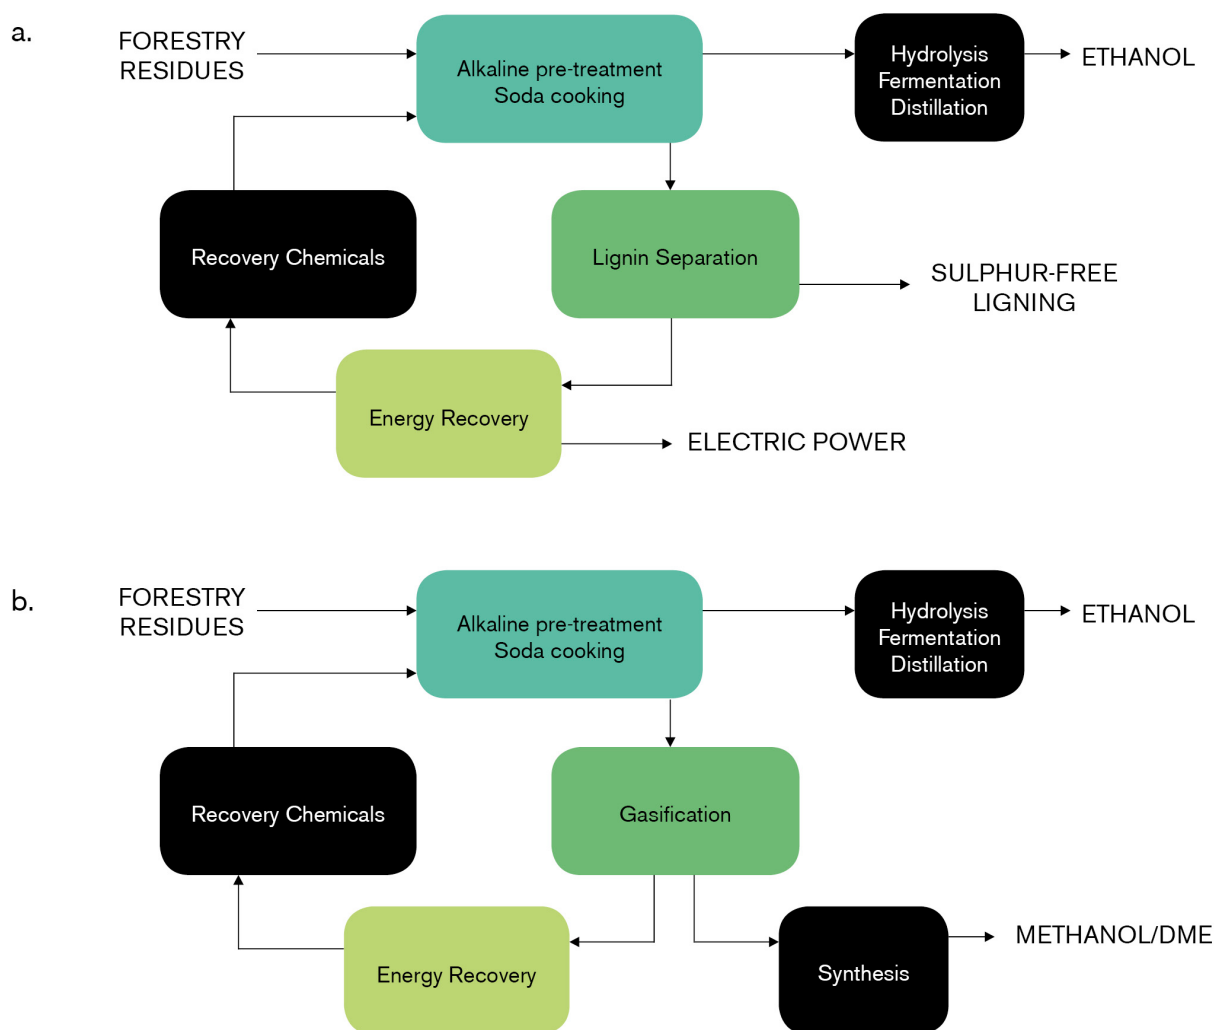 a.
FORESTRY
RESIDUES
Alkaline pre-treatment
Soda cooking
Hydrolysis
Fermentation
Distillation
ETHANOL
Recovery Chemicals
Lignin Separation
SULPHUR-FREE
LIGNING
Energy Recovery
ELECTRIC POWER
b.
FORESTRY
RESIDUES
Alkaline pre-treatment
Soda cooking
Hydrolysis
Fermentation
Distillation
ETHANOL
Recovery Chemicals
Gasification
Energy Recovery
Synthesis
METHANOL/DME